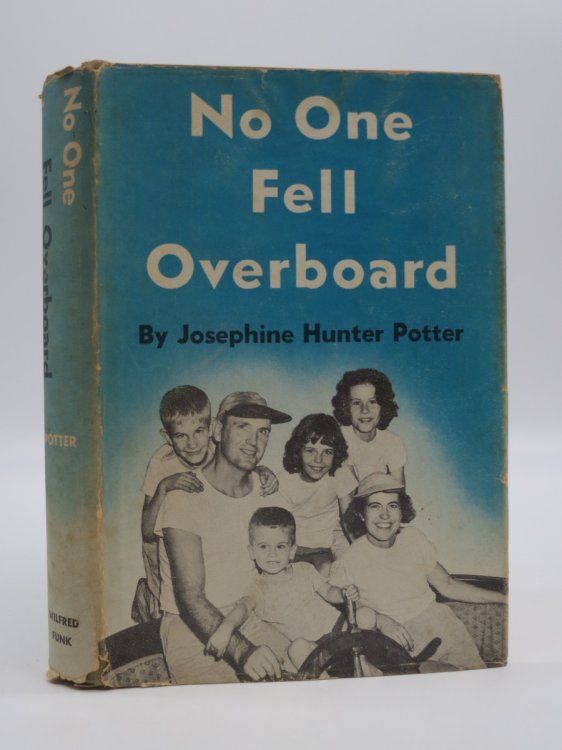 No One
Fell
Overboard
By Josephine Hunter Potter
No One
Fell Overboard
POTTER
WILFRED
FUNK